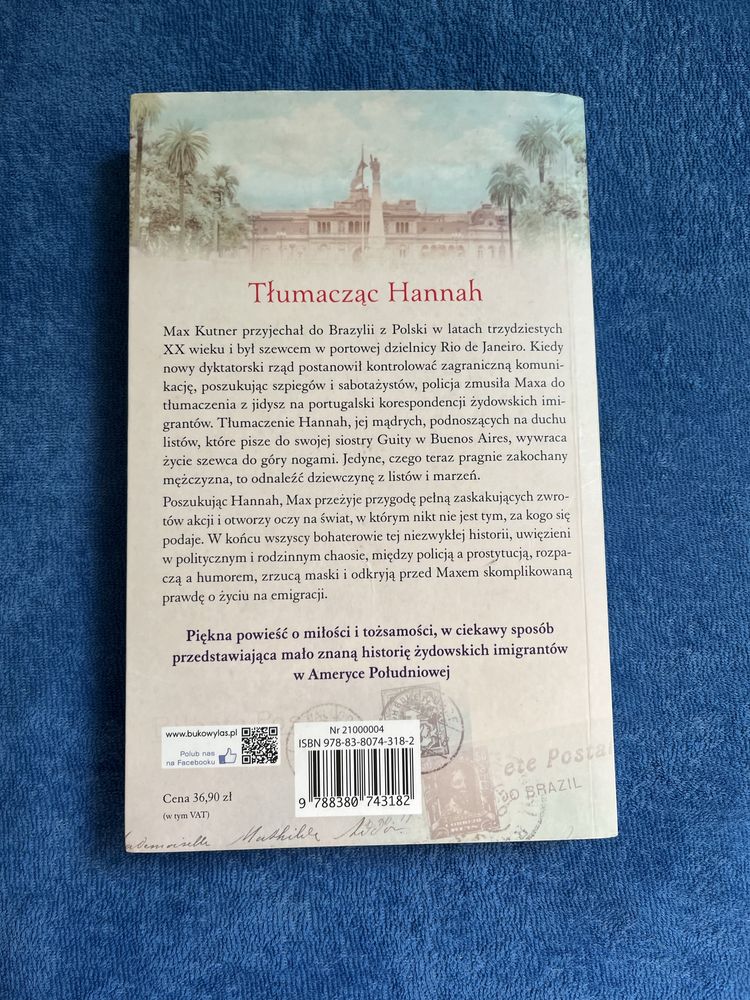 Tłumacząc Hannah
Max Kutner przyjechał do Brazylii z Polski w latach trzydziestych
XX wieku i był szewcem w portowej dzielnicy Rio de Janeiro. Kiedy
nowy dyktatorski rząd postanowił kontrolować zagraniczną komuni-
kację, poszukując szpiegów i sabotażystów, policja zmusiła Maxa do
tłumaczenia z jidysz na portugalski korespondencji żydowskich imi-
grantów. Tłumaczenie Hannah, jej mądrych, podnoszących na duchu
listów, które pisze do swojej siostry Guity w Buenos Aires, wywraca
życie szewca do góry nogami. Jedyne, czego teraz pragnie zakochany
mężczyzna, to odnaleźć dziewczynę z listów i marzeń.
Poszukując Hannah, Max przeżyje przygodę pełną zaskakujących zwro-
tów akcji i otworzy oczy na świat, w którym nikt nie jest tym, za kogo się
podaje. W końcu wszyscy bohaterowie tej niezwykłej historii, uwięzieni
w politycznym i rodzinnym chaosie, między policją a prostytucją, rozpa-
czą a humorem, zrzucą maski i odkryją przed Maxem skomplikowaną
prawdę o życiu na emigracji.
Piękna powieść o miłości i tożsamości, w ciekawy sposób
przedstawiająca mało znaną historię żydowskich imigrantów
w Ameryce Południowej
www.bukowylas.pl
Polub nas
na Facebooku
Nr 21000004
ISBN 978-83-8074-318-2
9 788380 743182
Cena 36,90 zł
(w tym VAT)
ete Posta
DO BRAZIL
Mathilde